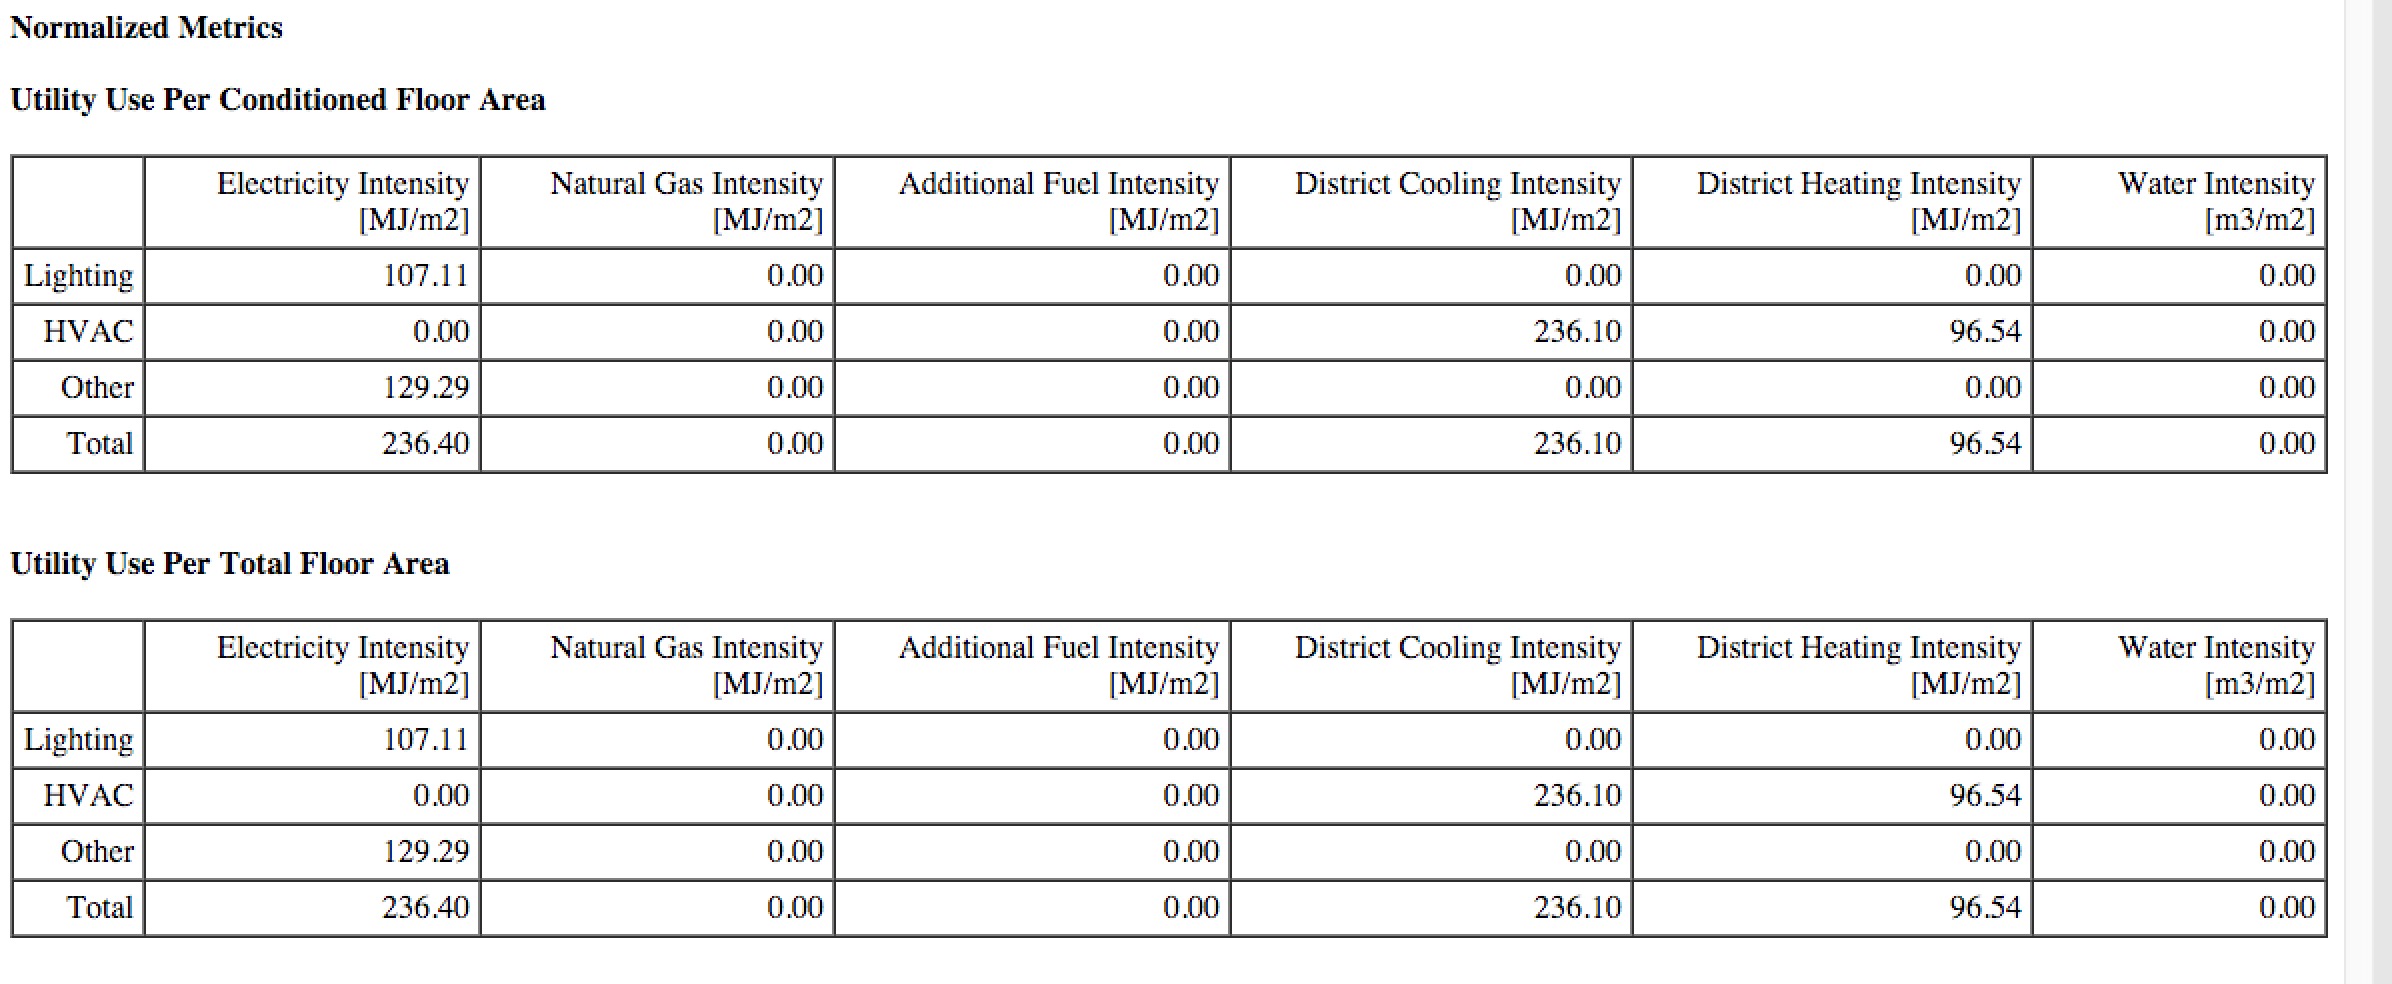 Normalized Metrics
Utility Use Per Conditioned Floor Area
Electricity Intensity [MJ/m2] Natural Gas Intensity [MJ/m2] Additional Fuel Intensity [MJ/m2] District Cooling Intensity [MJ/m2] District Heating Intensity [MJ/m2] Water Intensity [m3/m2]
Lighting 107.11 0.00 0.00 0.00 0.00 0.00
HVAC 0.00 0.00 0.00 236.10 96.54 0.00
Other 129.29 0.00 0.00 0.00 0.00 0.00
Total 236.40 0.00 0.00 236.10 96.54 0.00
Utility Use Per Total Floor Area
Electricity Intensity [MJ/m2] Natural Gas Intensity [MJ/m2] Additional Fuel Intensity [MJ/m2] District Cooling Intensity [MJ/m2] District Heating Intensity [MJ/m2] Water Intensity [m3/m2]
Lighting 107.11 0.00 0.00 0.00 0.00 0.00
HVAC 0.00 0.00 0.00 236.10 96.54 0.00
Other 129.29 0.00 0.00 0.00 0.00 0.00
Total 236.40 0.00 0.00 236.10 96.54 0.00